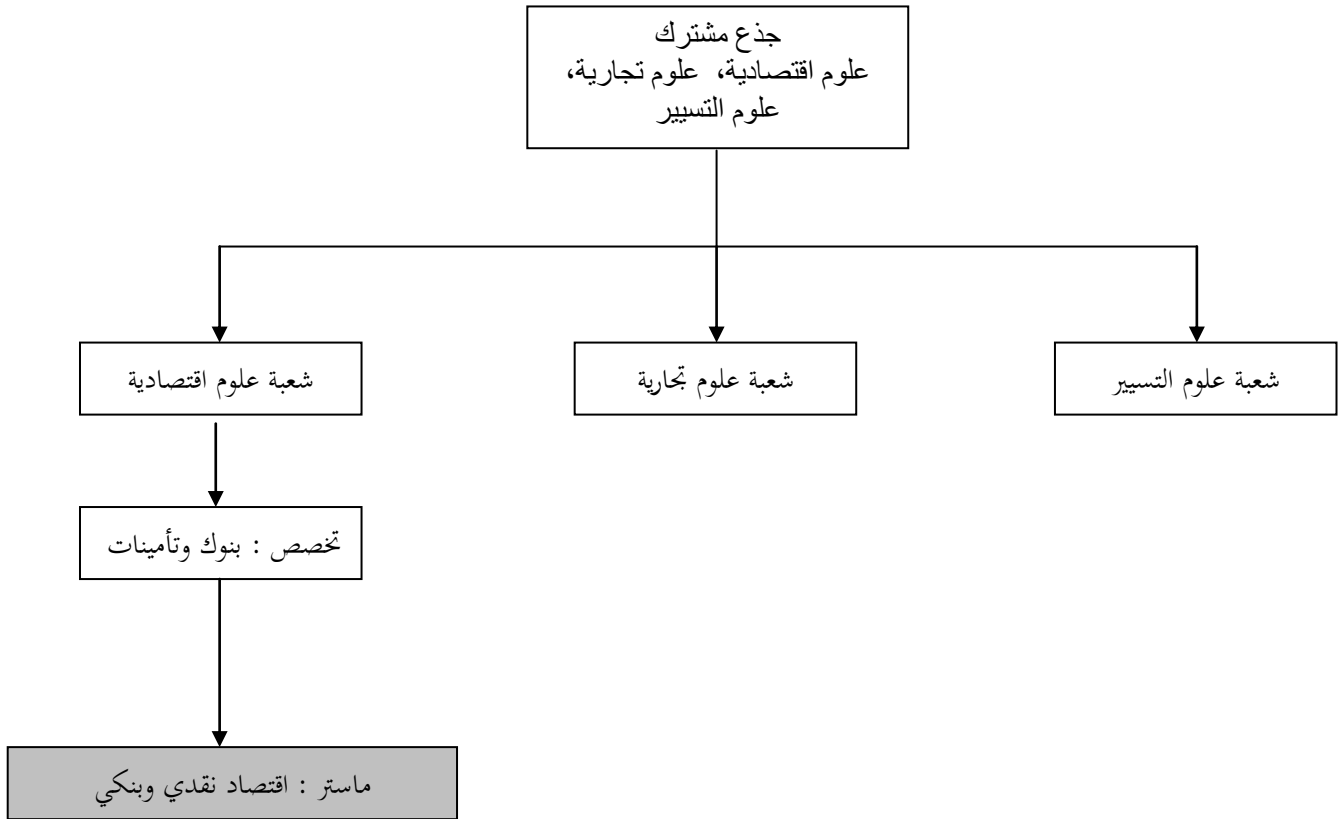 جذع مشترك
علوم اقتصادية، علوم تجارية،
علوم التسيير
شعبة علوم التسيير
شعبة علوم تجارية
شعبة علوم اقتصادية
تخصص : بنوك وتأمينات
ماستر : اقتصاد نقدي وبنكي